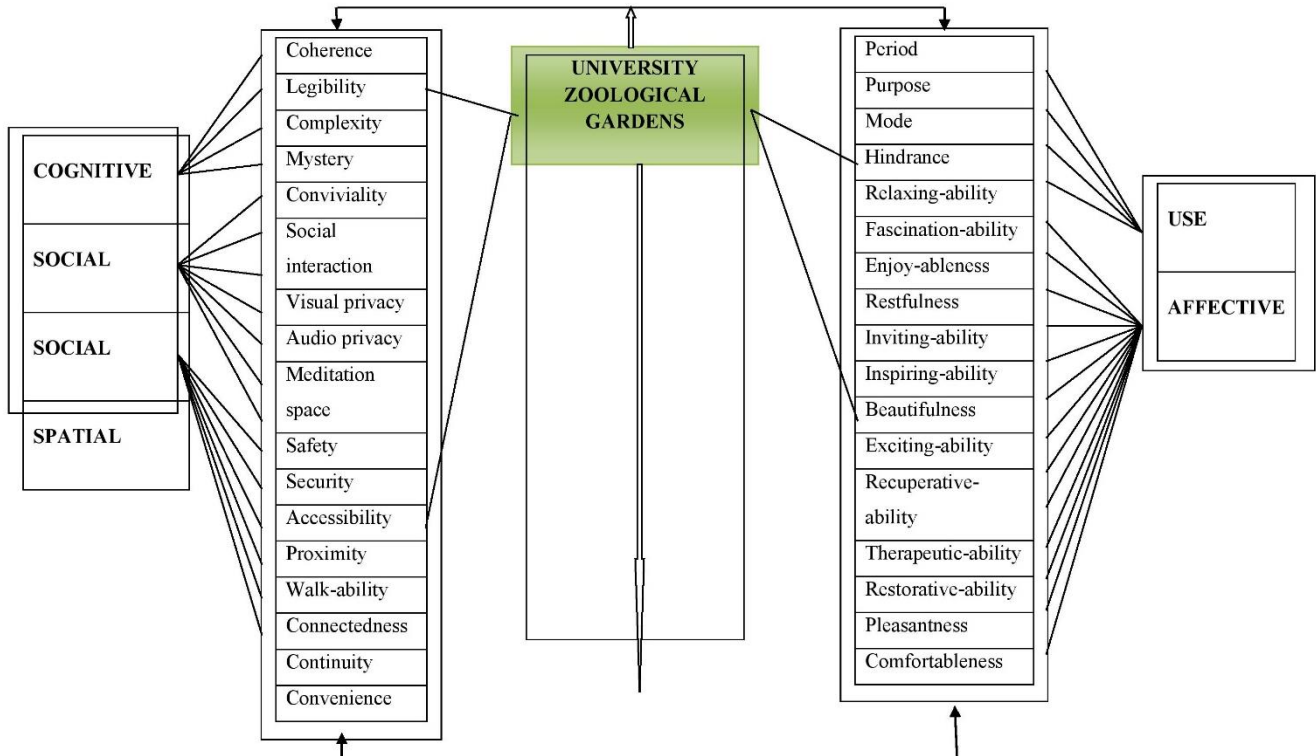 COGNITIVE
SOCIAL
SOCIAL
SPATIAL
Coherence
Legibility
Complexity
Mystery
Conviviality
Social
interaction
Visual privacy
Audio privacy
Meditation
space
Safety
Security
Accessibility
Proximity
Walk-ability
Connectedness
Continuity
Convenience
UNIVERSITY
ZOOLOGICAL
GARDENS
Period
Purpose
Mode
Hindrance
Relaxing-ability
Fascination-ability
Enjoy-ableness
Restfulness
Inviting-ability
Inspiring-ability
Beautifulness
Exciting-ability
Recuperative-
ability
Therapeutic-ability
Restorative-ability
Pleasantness
Comfortableness
USE
AFFECTIVE